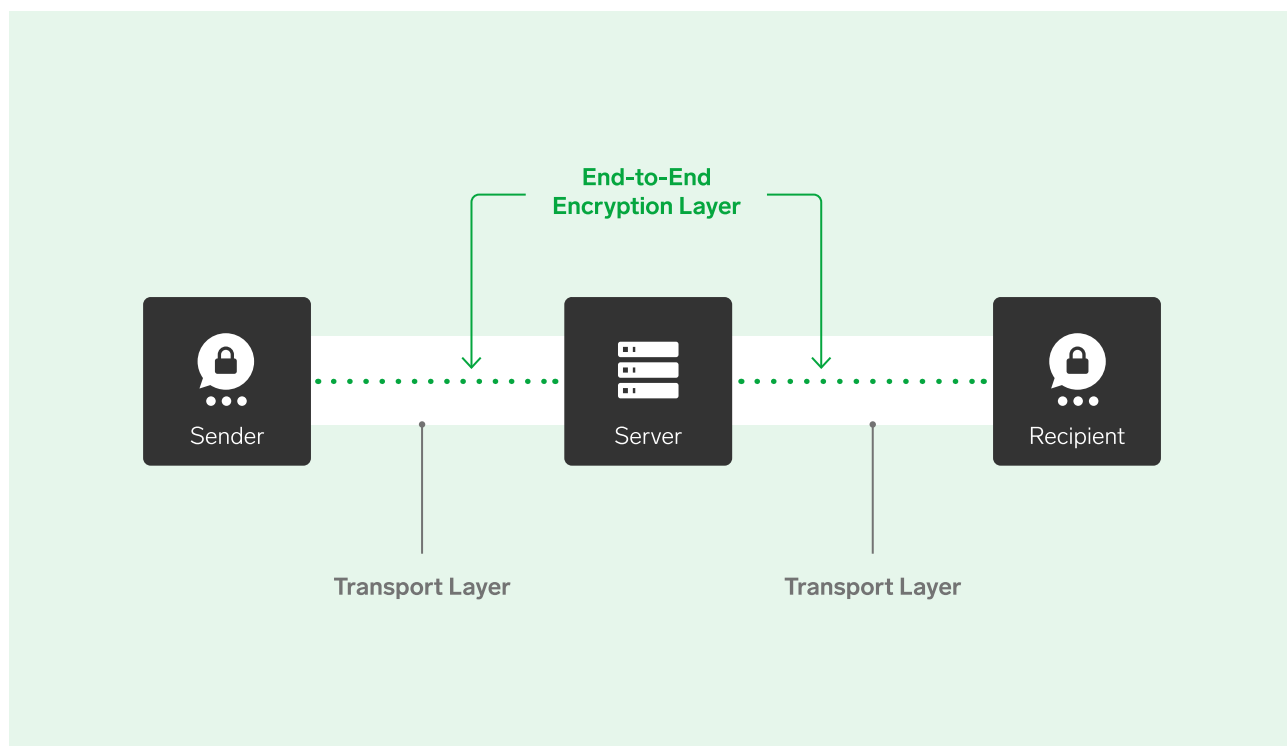 End-to-End
Encryption Layer
Sender
Server
Recipient
Transport Layer
Transport Layer